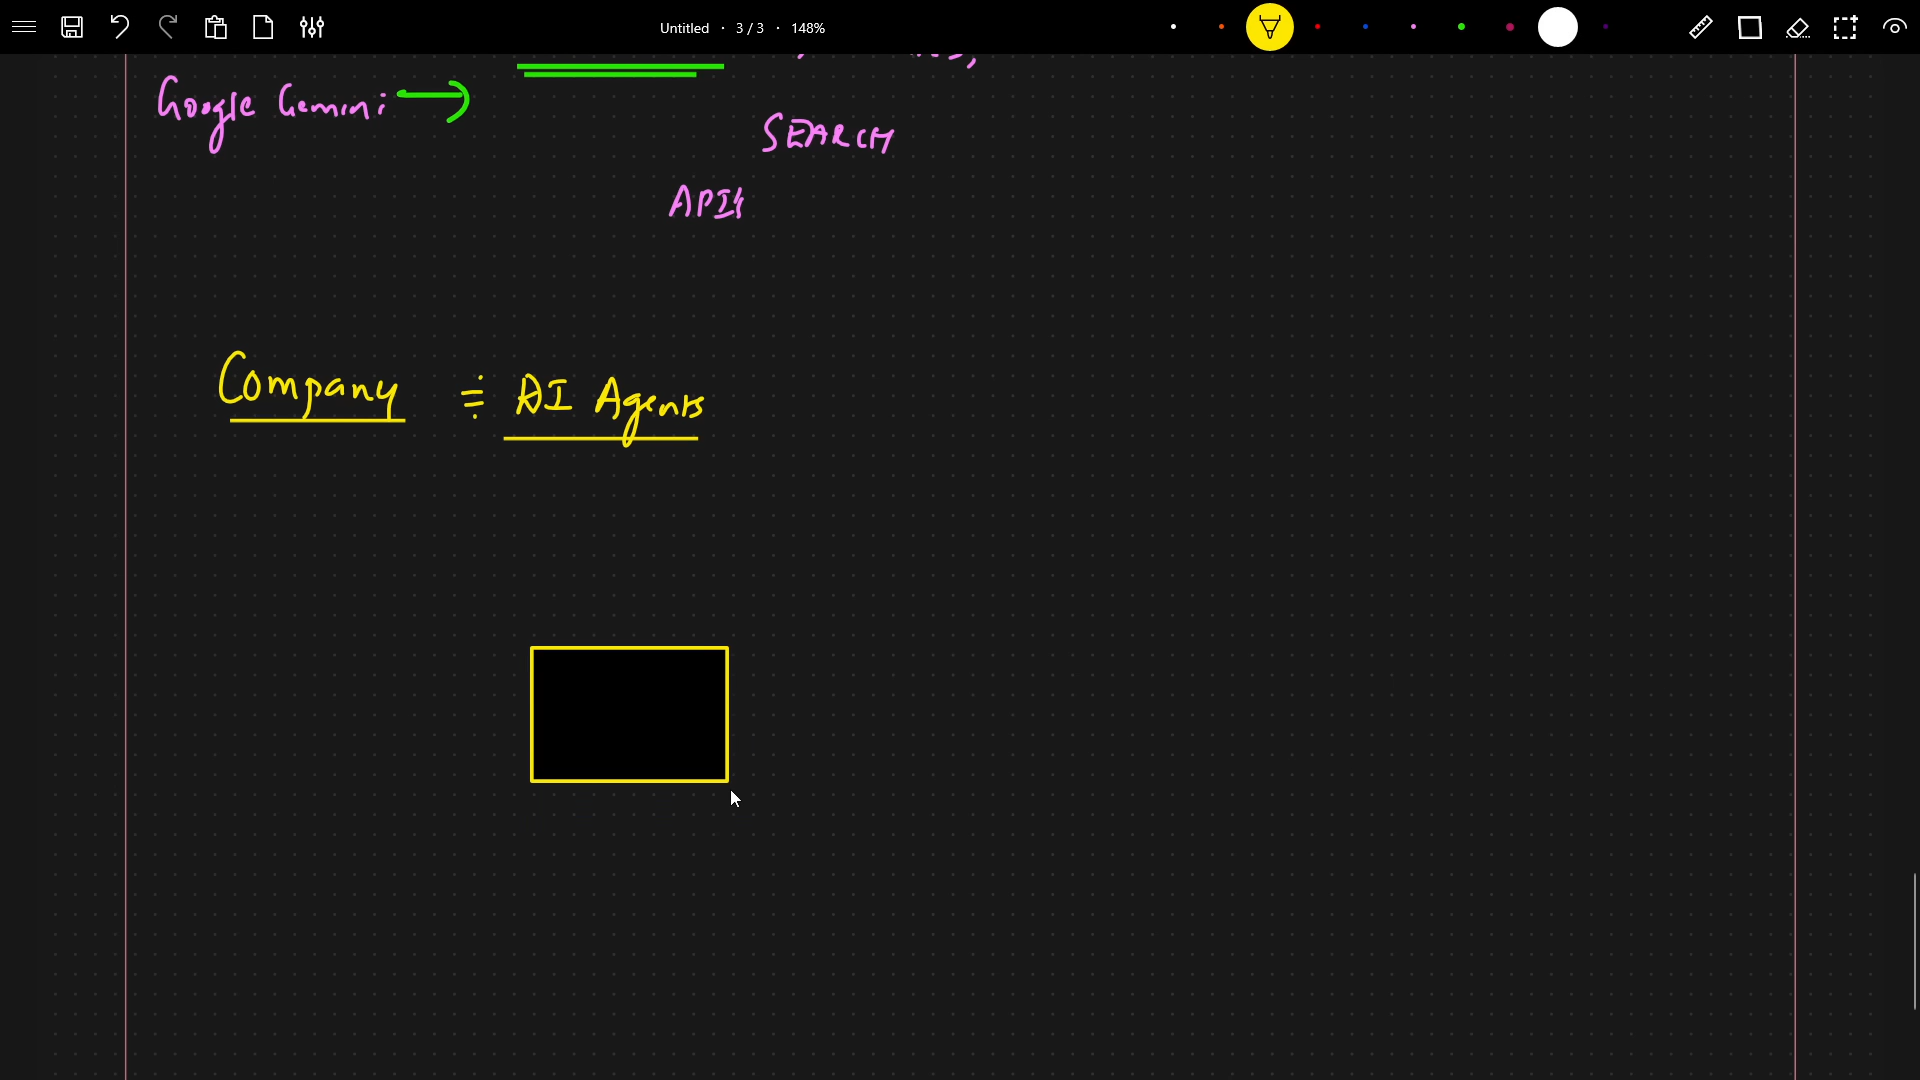 Untitled · 3 / 3 · 148%
Google Gemini →
SEARCH
APIs
Company ÷ AI Agents